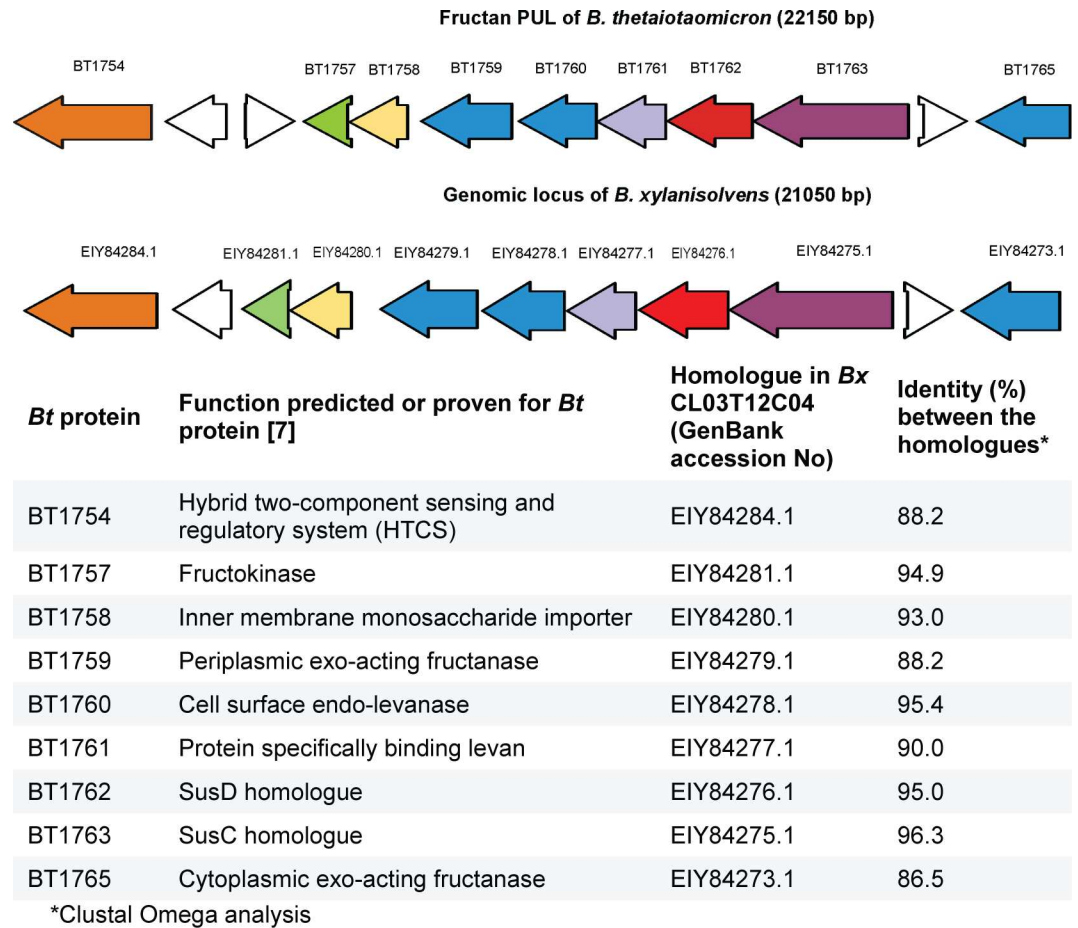 Fructan PUL of B. thetaiotaomicron (22150 bp)
BT1754 BT1757 BT1758 BT1759 BT1760 BT1761 BT1762 BT1763 BT1765
Genomic locus of B. xylanisolvens (21050 bp)
EIY84284.1 EIY84281.1 EIY84280.1 EIY84279.1 EIY84278.1 EIY84277.1 EIY84276.1 EIY84275.1 EIY84273.1
Bt protein
Function predicted or proven for Bt
protein [7]
Homologue in Bx
CL03T12C04
(GenBank
accession No)
Identity (%)
between the
homologues*
BT1754 Hybrid two-component sensing and
regulatory system (HTCS) EIY84284.1 88.2
BT1757 Fructokinase EIY84281.1 94.9
BT1758 Inner membrane monosaccharide importer EIY84280.1 93.0
BT1759 Periplasmic exo-acting fructanase EIY84279.1 88.2
BT1760 Cell surface endo-levanase EIY84278.1 95.4
BT1761 Protein specifically binding levan EIY84277.1 90.0
BT1762 SusD homologue EIY84276.1 95.0
BT1763 SusC homologue EIY84275.1 96.3
BT1765 Cytoplasmic exo-acting fructanase EIY84273.1 86.5
*Clustal Omega analysis